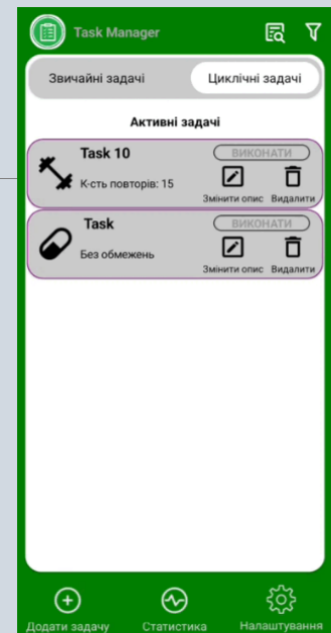 Task Manager
Звичайні задачі
Циклічні задачі
Активні задачі
Task 10
ВИКОНАТИ
К-сть повторів: 15
Змінити опис
Видалити
Task
ВИКОНАТИ
Без обмежень
Змінити опис
Видалити
Додати задачу
Статистика
Налаштування